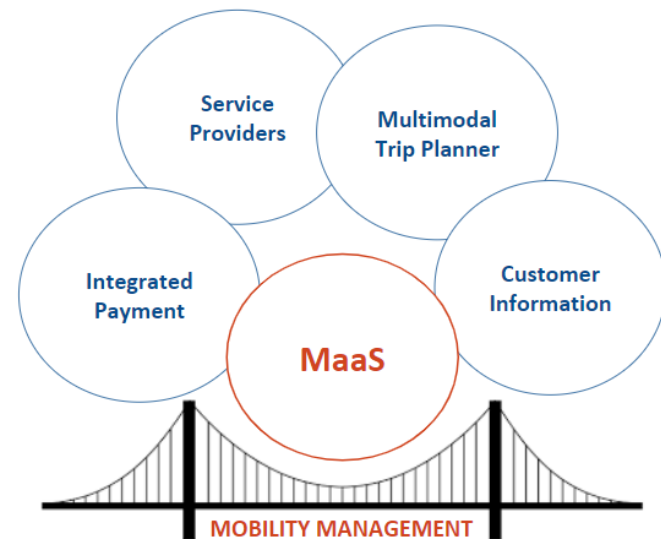 Service
Providers
Multimodal
Trip Planner
Integrated
Payment
Customer
Information
MaaS
MOBILITY MANAGEMENT